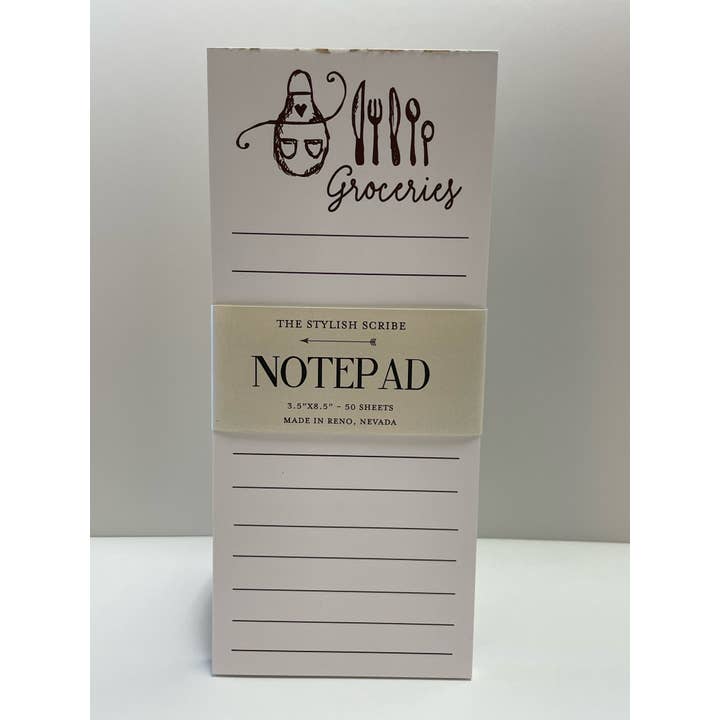 Groceries
THE STYLISH SCRIBE
NOTEPAD
3.5"X8.5" - 50 SHEETS
MADE IN RENO, NEVADA